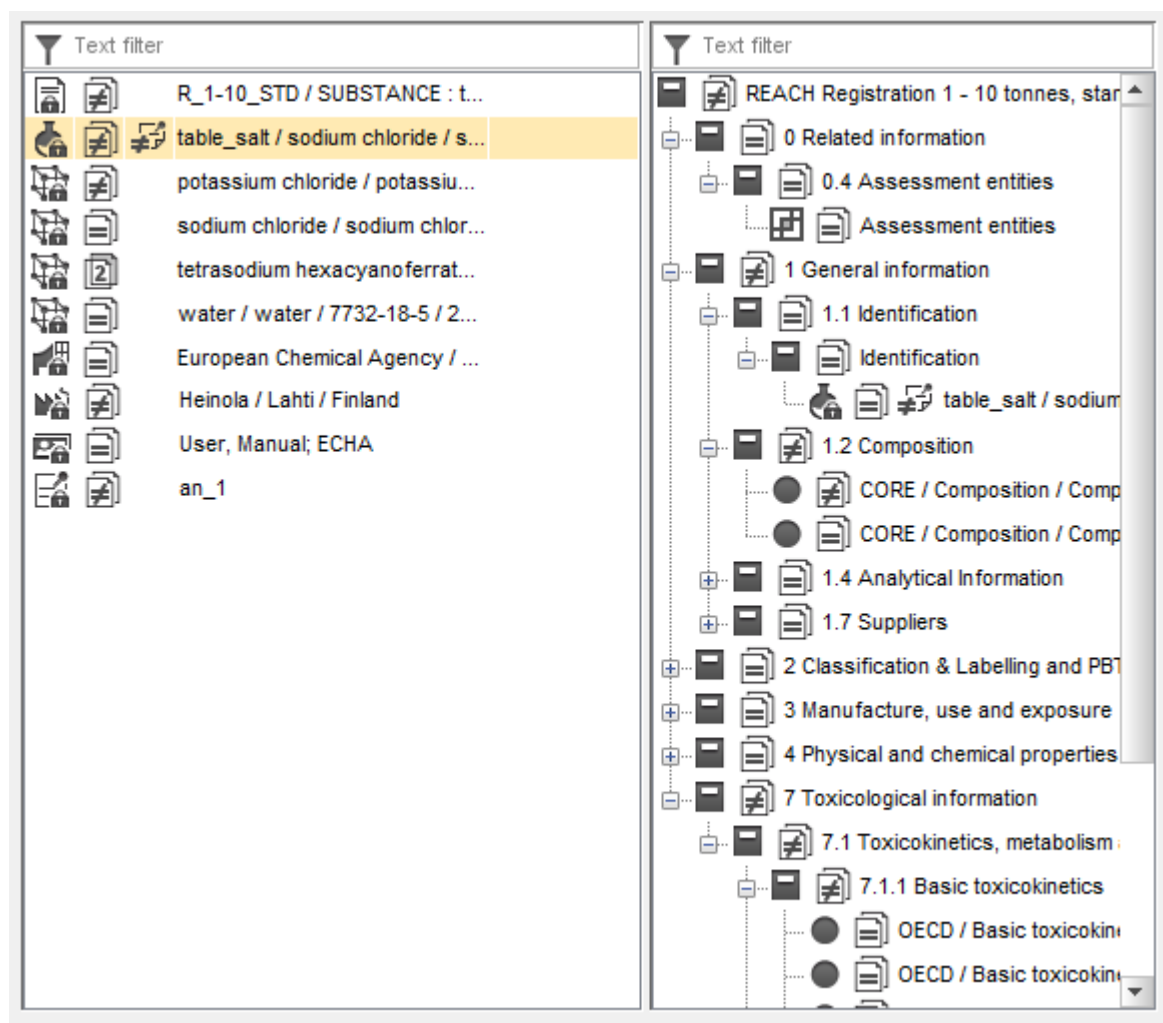 Text filter
R_1-10_STD / SUBSTANCE : t...
table_salt / sodium chloride / s...
potassium chloride / potassiu...
sodium chloride / sodium chlor...
2 tetrasodium hexacyanoferrat...
water / water / 7732-18-5 / 2...
European Chemical Agency / ...
Heinola / Lahti / Finland
User, Manual; ECHA
an_1
Text filter
REACH Registration 1 - 10 tonnes, star
0 Related information
0.4 Assessment entities
Assessment entities
1 General information
1.1 Identification
Identification
table_salt / sodium
1.2 Composition
CORE / Composition / Comp
CORE / Composition / Comp
1.4 Analytical Information
1.7 Suppliers
2 Classification & Labelling and PBT
3 Manufacture, use and exposure
4 Physical and chemical properties
7 Toxicological information
7.1 Toxicokinetics, metabolism
7.1.1 Basic toxicokinetics
OECD / Basic toxicokin
OECD / Basic toxicokin